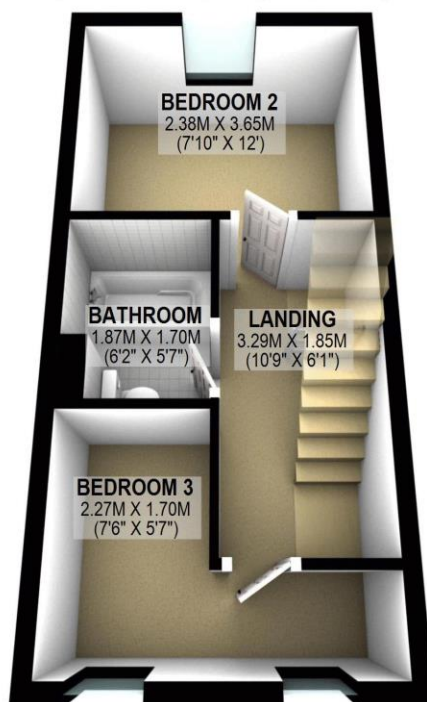 BEDROOM 2
2.38M X 3.65M
(7'10" X 12')
BATHROOM
1.87M X 1.70M
(6'2" X 5'7")
LANDING
3.29M X 1.85M
(10'9" X 6'1")
BEDROOM 3
2.27M X 1.70M
(7'6" X 5'7")